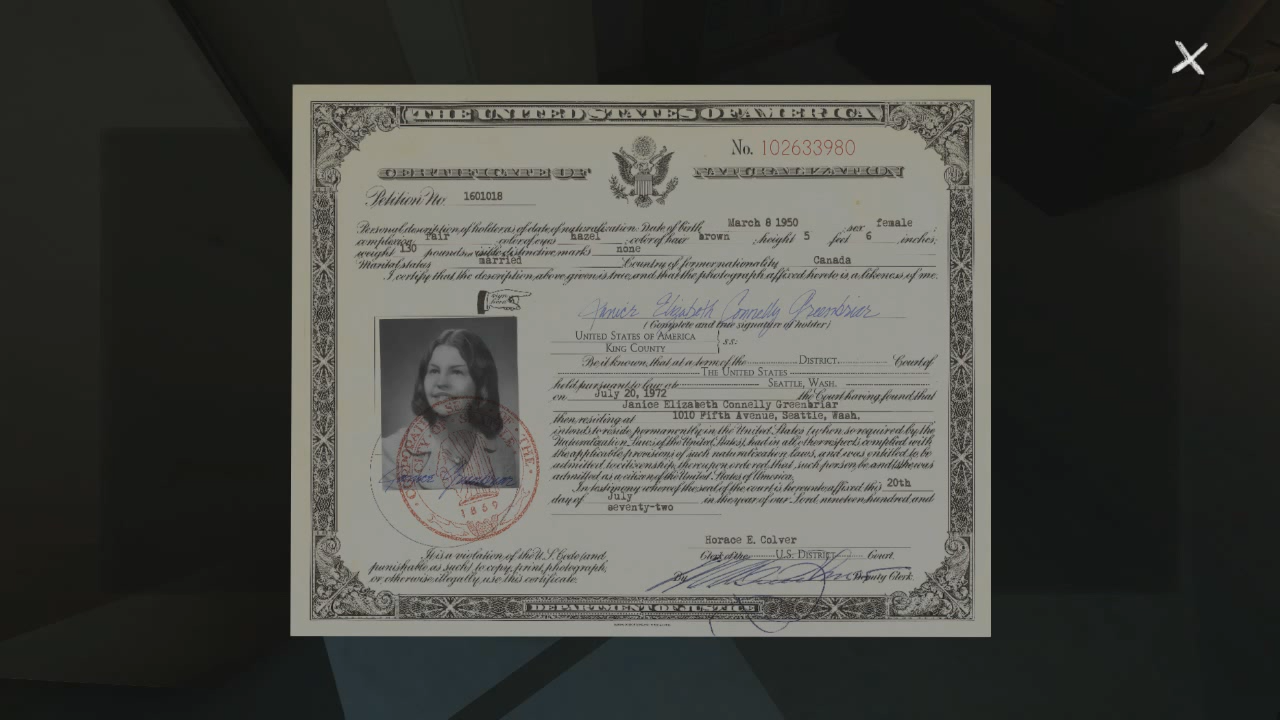 THE UNITED STATES OF AMERICA
No. 102633980
CERTIFICATE OF NATURALIZATION
Petition No 1601018
Personal description of holder as of date of naturalization: Date of birth March 8 1950 sex female
complexion Fair color of eyes hazel color of hair brown height 5 feet 6 inches;
weight 130 pounds; visible distinctive marks none
Marital status married Country of former nationality Canada
I certify that the description above given is true, and that the photograph affixed hereto is a likeness of me.
Janice Elizabeth Connelly Greenbriar
(Complete and true signature of holder)
UNITED STATES OF AMERICA
KING COUNTY
ss:
Be it known, that at a term of the DISTRICT Court of
THE UNITED STATES
held pursuant to law at SEATTLE, WASH.
on July 20, 1972 the Court having found that
Janice Elizabeth Connelly Greenbriar
then residing at 1010 Fifth Avenue, Seattle, Wash.
intends to reside permanently in the United States (when so required by the
Naturalization Laws of the United States), had in all other respects complied with
the applicable provisions of such naturalization laws, and was entitled to be
admitted to citizenship, thereupon ordered that such person be and (s)he was
admitted as a citizen of the United States of America.
In testimony whereof the seal of the court is hereunto affixed this 20th
day of July in the year of our Lord nineteen hundred and
seventy-two
1869
It is a violation of the U.S. Code (and
punishable as such) to copy, print, photograph,
or otherwise illegally use this certificate.
Horace E. Colver
Clerk of the U.S. DISTRICT Court.
By Deputy Clerk.
DEPARTMENT OF JUSTICE